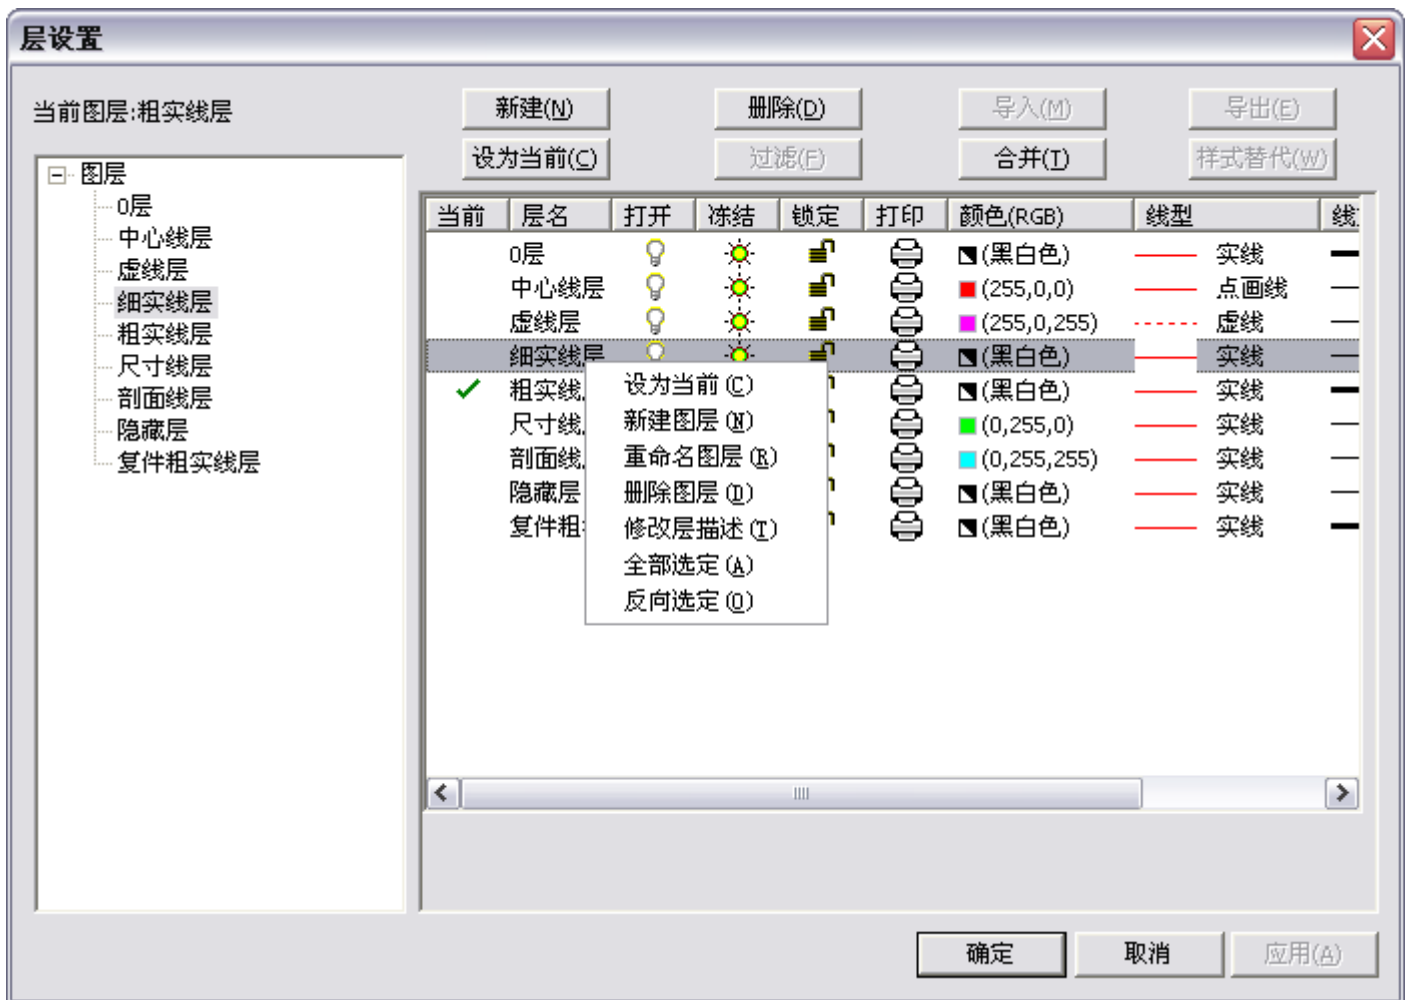 层设置
当前图层:粗实线层
新建(N) 删除(D) 导入(M) 导出(E)
设为当前(C) 过滤(F) 合并(T) 样式替代(W)
图层
0层
中心线层
虚线层
细实线层
粗实线层
尺寸线层
剖面线层
隐藏层
复件粗实线层
当前 层名 打开 冻结 锁定 打印 颜色(RGB) 线型 线
0层 (黑白色) 实线
中心线层 (255,0,0) 点画线
虚线层 (255,0,255) 虚线
细实线层 (黑白色) 实线
粗实线 (黑白色) 实线
尺寸线 (0,255,0) 实线
剖面线 (0,255,255) 实线
隐藏层 (黑白色) 实线
复件粗 (黑白色) 实线
设为当前(C)
新建图层(N)
重命名图层(R)
删除图层(D)
修改层描述(T)
全部选定(A)
反向选定(O)
确定 取消 应用(A)